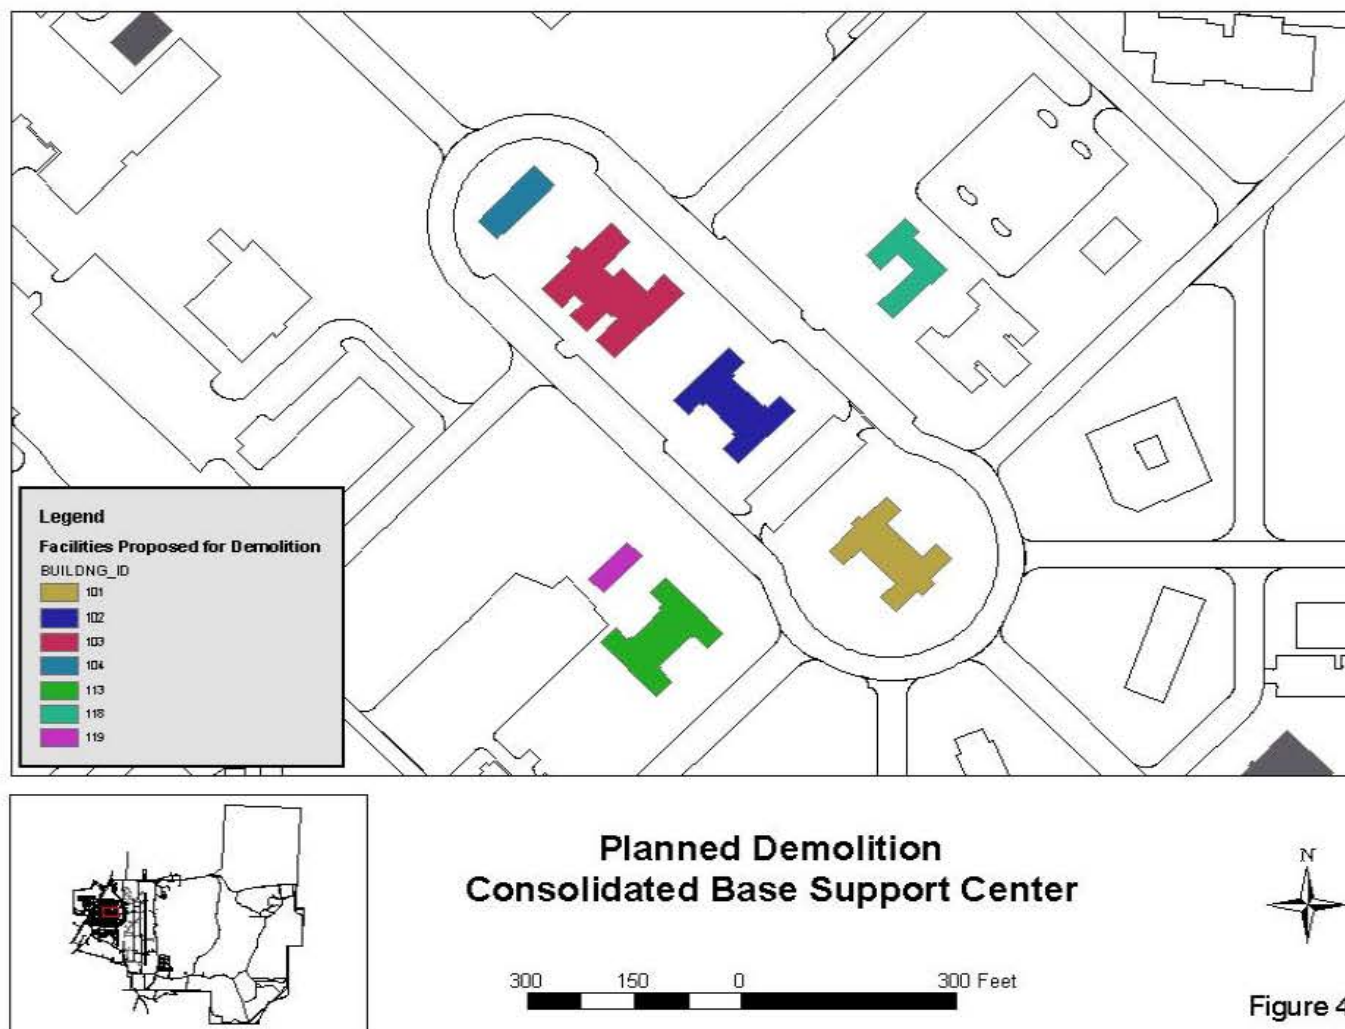 Legend
Facilities Proposed for Demolition
BUILDNG_ID
101
102
103
104
113
118
119
Planned Demolition
Consolidated Base Support Center
N
300 150 0 300 Feet
Figure 4